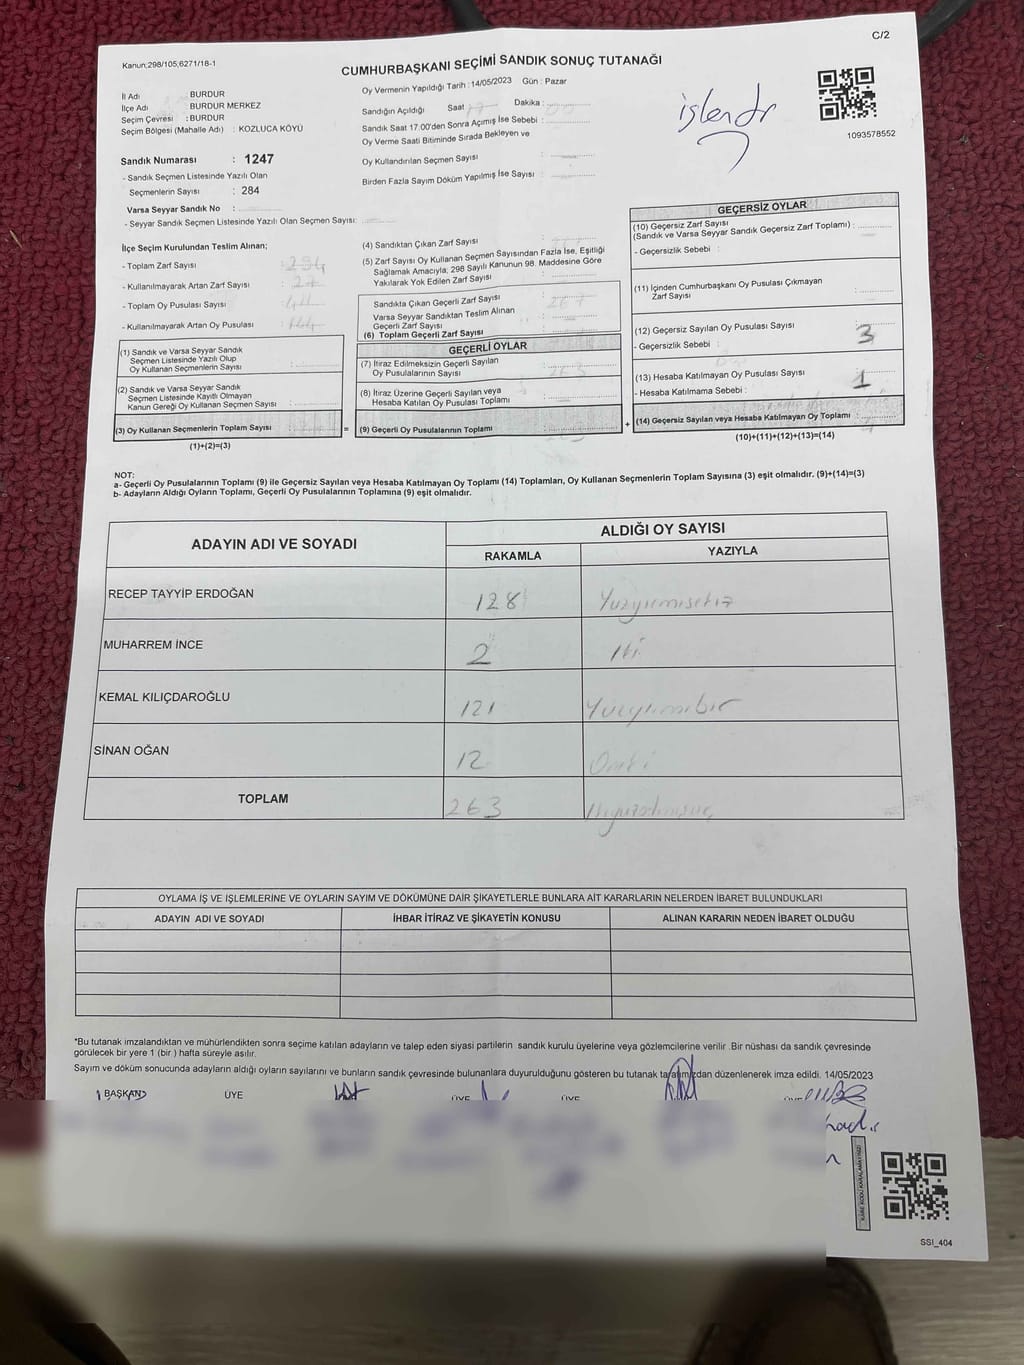 C/2
Kanun;298/105,6271/18-1
CUMHURBAŞKANI SEÇİMİ SANDIK SONUÇ TUTANAĞI
İl Adı : BURDUR
İlçe Adı : BURDUR MERKEZ
Seçim Çevresi : BURDUR
Seçim Bölgesi (Mahalle Adı) : KOZLUCA KÖYÜ
Sandık Numarası : 1247
- Sandık Seçmen Listesinde Yazılı Olan
Seçmenlerin Sayısı : 284
Varsa Seyyar Sandık No :
- Seyyar Sandık Seçmen Listesinde Yazılı Olan Seçmen Sayısı:
Oy Vermenin Yapıldığı Tarih : 14/05/2023 Gün : Pazar
Sandığın Açıldığı Saat : 17 Dakika : 00
Sandık Saat 17.00'den Sonra Açımış İse Sebebi :
Oy Verme Saati Bitiminde Sırada Bekleyen ve
Oy Kullandırılan Seçmen Sayısı :
Birden Fazla Sayım Döküm Yapılmış İse Sayısı :
işlendi
1093578552
İlçe Seçim Kurulundan Teslim Alınan;
- Toplam Zarf Sayısı :
- Kullanılmayarak Artan Zarf Sayısı :
- Toplam Oy Pusulası Sayısı :
- Kullanılmayarak Artan Oy Pusulası :
(1) Sandık ve Varsa Seyyar Sandık
Seçmen Listesinde Yazılı Olup
Oy Kullanan Seçmenlerin Sayısı :
(2) Sandık ve Varsa Seyyar Sandık
Seçmen Listesinde Kayıtlı Olmayan
Kanun Gereği Oy Kullanan Seçmen Sayısı :
(3) Oy Kullanan Seçmenlerin Toplam Sayısı :
=
(1)+(2)=(3)
(4) Sandıktan Çıkan Zarf Sayısı :
(5) Zarf Sayısı Oy Kullanan Seçmen Sayısından Fazla İse, Eşitliği
Sağlamak Amacıyla; 298 Sayılı Kanunun 98. Maddesine Göre
Yakılarak Yok Edilen Zarf Sayısı :
Sandıkta Çıkan Geçerli Zarf Sayısı : 267
Varsa Seyyar Sandıktan Teslim Alınan
Geçerli Zarf Sayısı :
(6) Toplam Geçerli Zarf Sayısı :
GEÇERLİ OYLAR
(7) İtiraz Edilmeksizin Geçerli Sayılan
Oy Pusulalarının Sayısı : 263
(8) İtiraz Üzerine Geçerli Sayılan veya
Hesaba Katılan Oy Pusulası Toplamı :
(9) Geçerli Oy Pusulalarının Toplamı : 263
+
GEÇERSİZ OYLAR
(10) Geçersiz Zarf Sayısı
(Sandık ve Varsa Seyyar Sandık Geçersiz Zarf Toplamı) :
- Geçersizlik Sebebi :
(11) İçinden Cumhurbaşkanı Oy Pusulası Çıkmayan
Zarf Sayısı :
(12) Geçersiz Sayılan Oy Pusulası Sayısı : 3
- Geçersizlik Sebebi :
(13) Hesaba Katılmayan Oy Pusulası Sayısı : 1
- Hesaba Katılmama Sebebi :
(14) Geçersiz Sayılan veya Hesaba Katılmayan Oy Toplamı : 4
(10)+(11)+(12)+(13)=(14)
NOT:
a- Geçerli Oy Pusulalarının Toplamı (9) ile Geçersiz Sayılan veya Hesaba Katılmayan Oy Toplamı (14) Toplamları, Oy Kullanan Seçmenlerin Toplam Sayısına (3) eşit olmalıdır. (9)+(14)=(3)
b- Adayların Aldığı Oyların Toplamı, Geçerli Oy Pusulalarının Toplamına (9) eşit olmalıdır.
ADAYIN ADI VE SOYADI ALDIĞI OY SAYISI
RAKAMLA YAZIYLA
RECEP TAYYİP ERDOĞAN 128 Yüzyirmisekiz
MUHARREM İNCE 2 İki
KEMAL KILIÇDAROĞLU 121 Yüzyirmibir
SİNAN OĞAN 12 Oniki
TOPLAM 263 İkiyüzaltmışüç
OYLAMA İŞ VE İŞLEMLERİNE VE OYLARIN SAYIM VE DÖKÜMÜNE DAİR ŞİKAYETLERLE BUNLARA AİT KARARLARIN NELERDEN İBARET BULUNDUKLARI
ADAYIN ADI VE SOYADI İHBAR İTİRAZ VE ŞİKAYETİN KONUSU ALINAN KARARIN NEDEN İBARET OLDUĞU
*Bu tutanak imzalandıktan ve mühürlendikten sonra seçime katılan adayların ve talep eden siyasi partilerin sandık kurulu üyelerine veya gözlemcilerine verilir .Bir nüshası da sandık çevresinde
görülecek bir yere 1 (bir ) hafta süreyle asılır.
Sayım ve döküm sonucunda adayların aldığı oyların sayılarını ve bunların sandık çevresinde bulunanlara duyurulduğunu gösteren bu tutanak tarafımızdan düzenlenerek imza edildi. 14/05/2023
BAŞKAN ÜYE ÜYE ÜYE
SSI_404